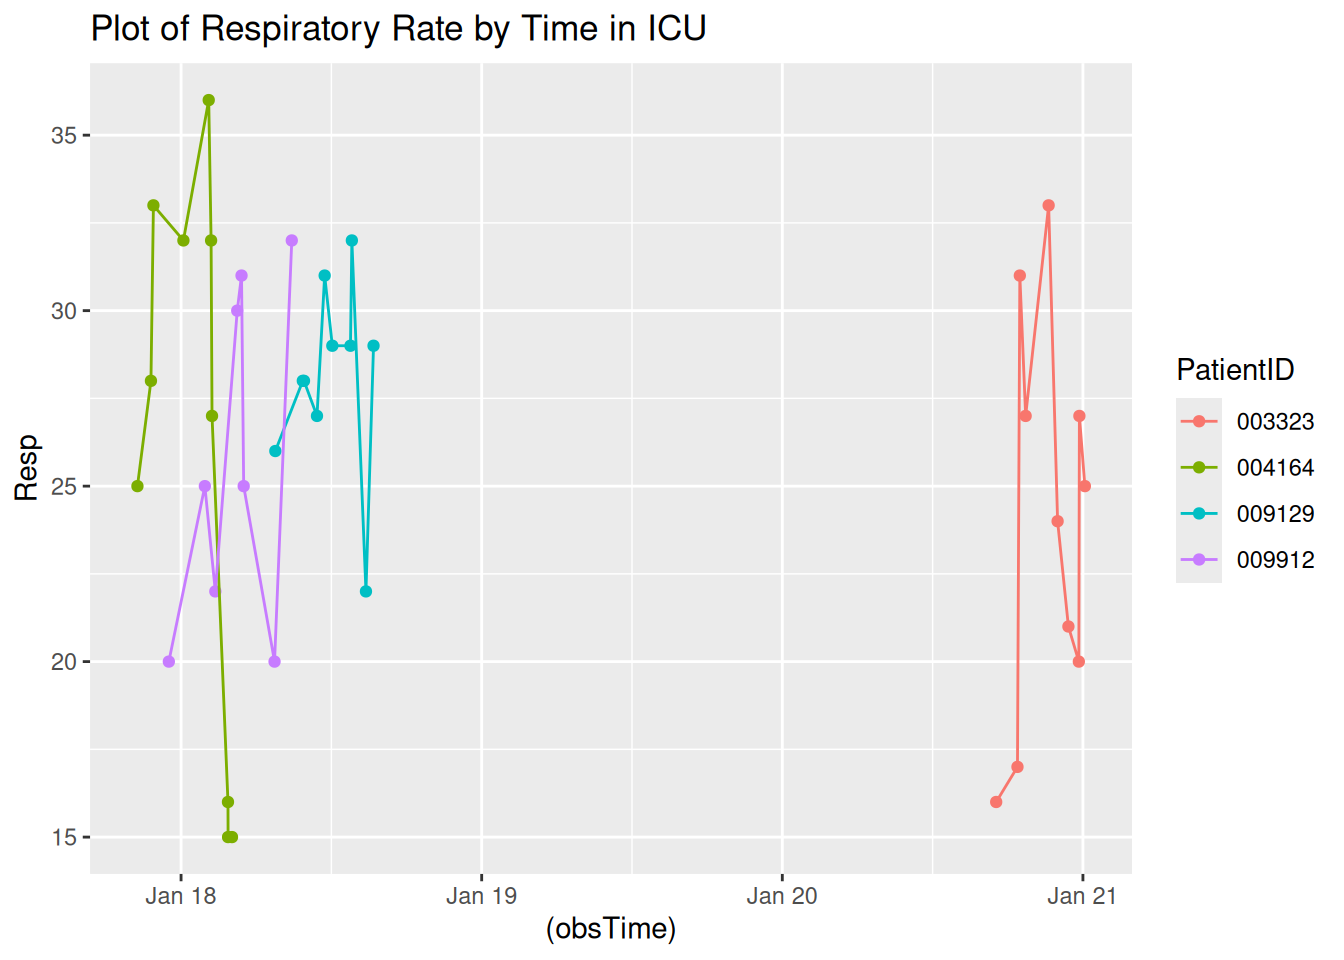 Plot of Respiratory Rate by Time in ICU
35
30
25
20
15
Resp
Jan 18
Jan 19
Jan 20
Jan 21
(obsTime)
PatientID
003323
004164
009129
009912